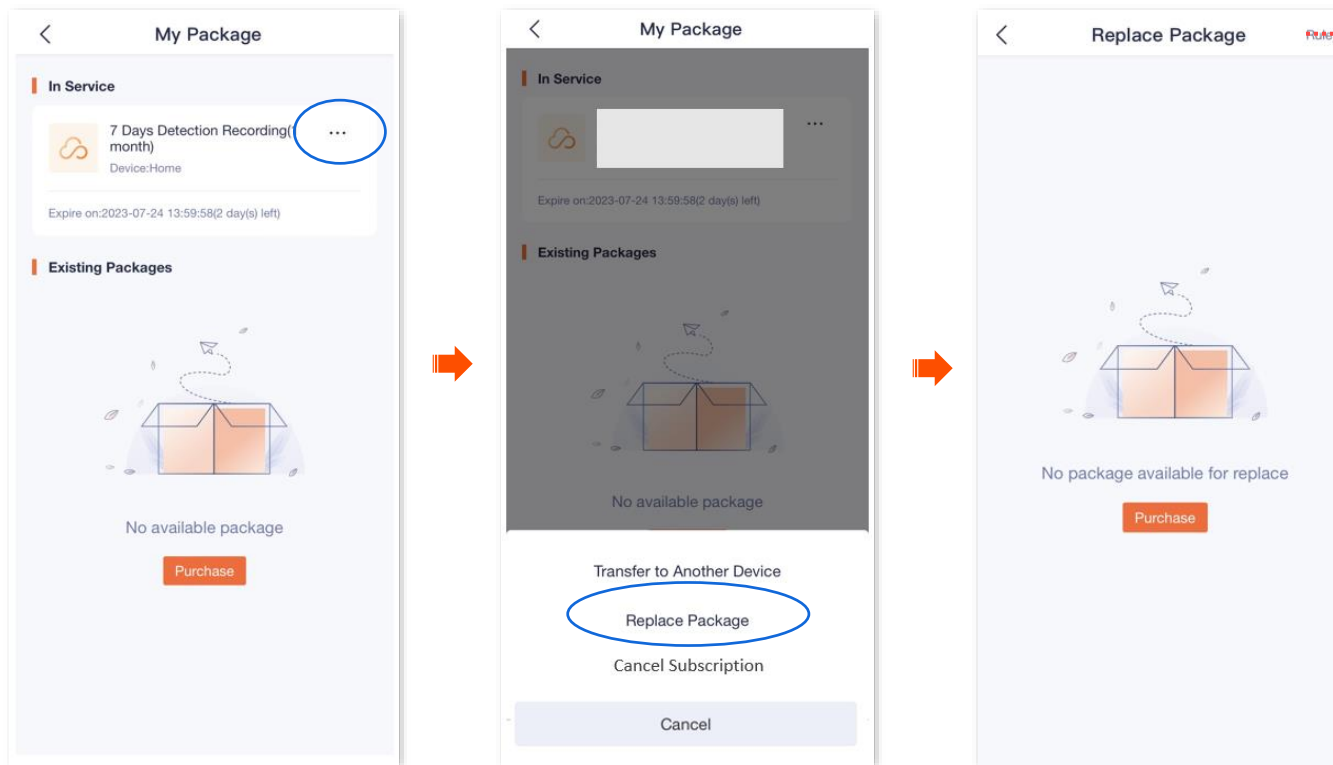 My Package
In Service
7 Days Detection Recording(
month)
Device:Home
...
Expire on:2023-07-24 13:59:58(2 day(s) left)
Existing Packages
No available package
Purchase
My Package
In Service
...
Expire on:2023-07-24 13:59:58(2 day(s) left)
Existing Packages
No available package
Transfer to Another Device
Replace Package
Cancel Subscription
Cancel
Replace Package
No package available for replace
Purchase